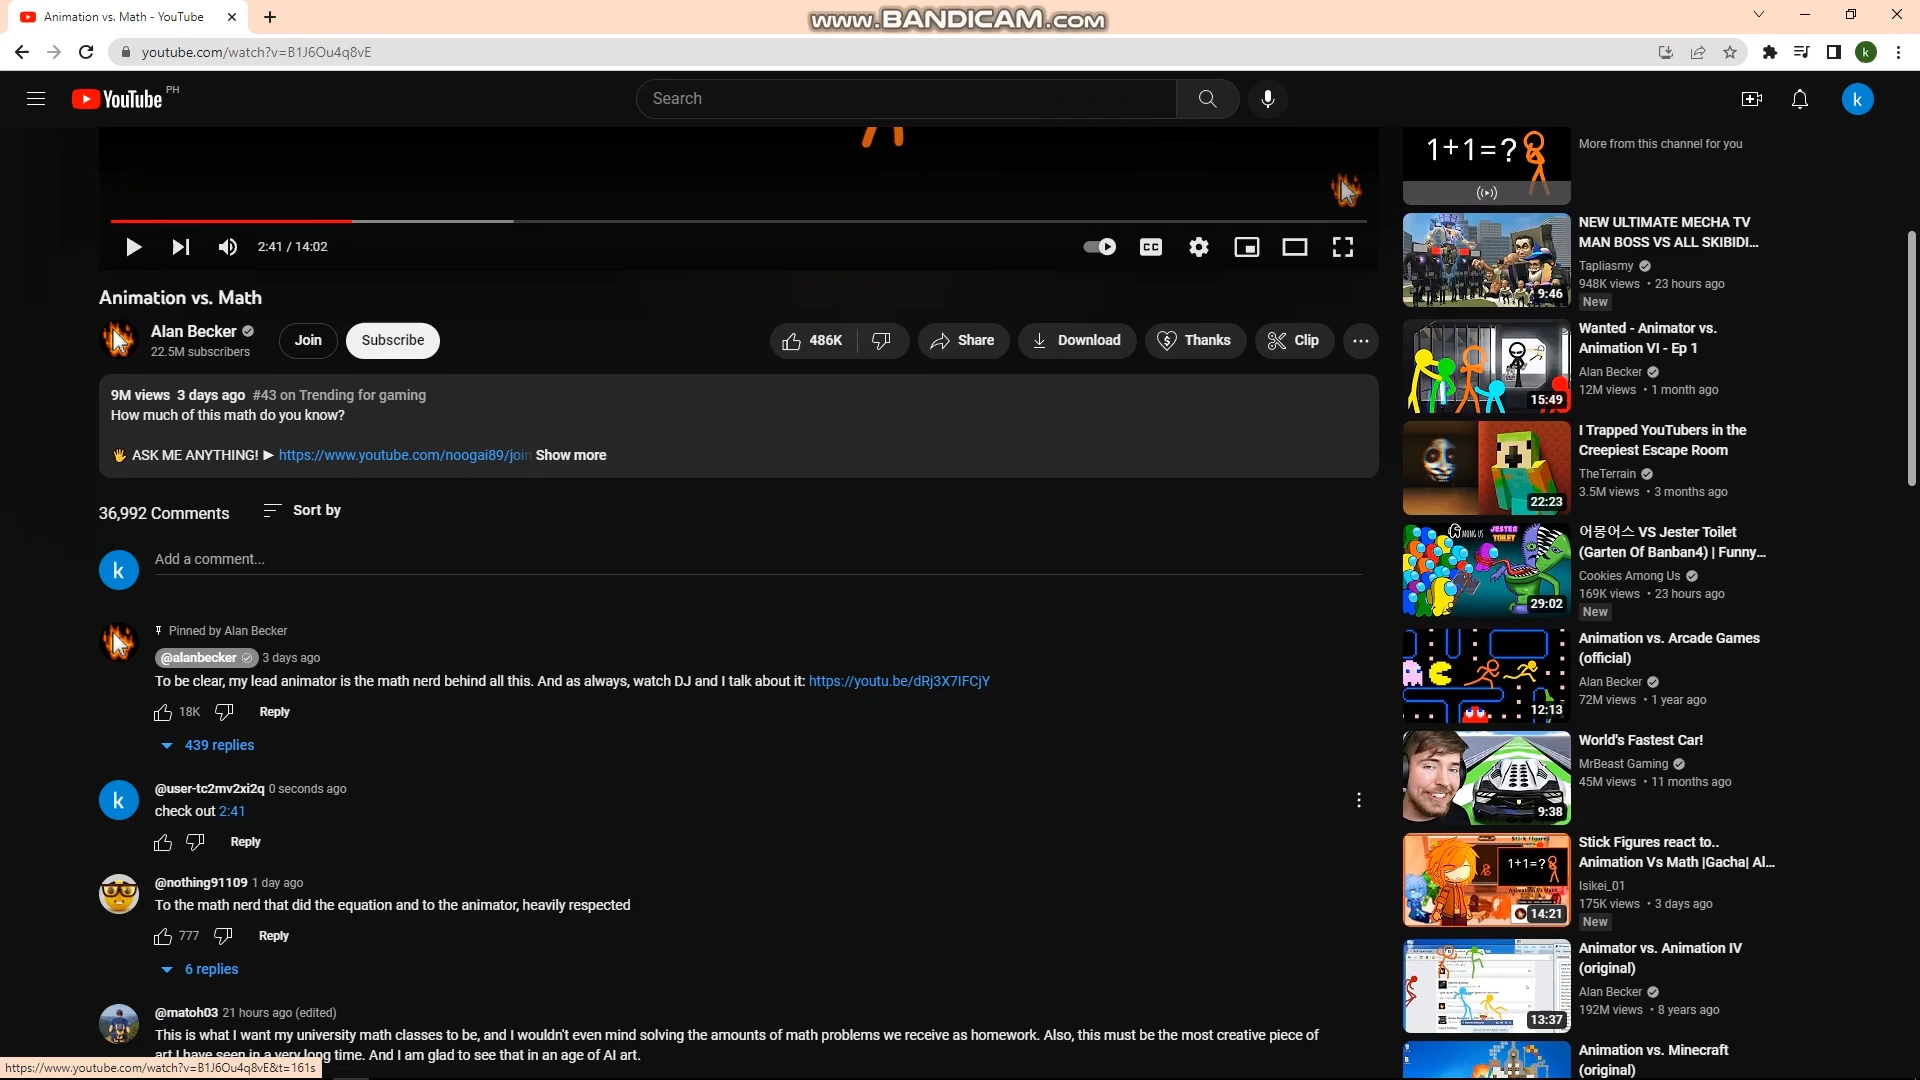 Animation vs. Math - YouTube
www.BANDICAM.com
youtube.com/watch?v=B1J6Ou4q8vE
k
YouTube PH
Search
k
2:41 / 14:02
CC
Animation vs. Math
Alan Becker
22.5M subscribers
Join
Subscribe
486K
Share
Download
Thanks
Clip
9M views 3 days ago #43 on Trending for gaming
How much of this math do you know?
🖐 ASK ME ANYTHING! ► https://www.youtube.com/noogai89/join Show more
36,992 Comments
Sort by
k
Add a comment...
Pinned by Alan Becker
@alanbecker 3 days ago
To be clear, my lead animator is the math nerd behind all this. And as always, watch DJ and I talk about it: https://youtu.be/dRj3X7IFCjY
18K
Reply
439 replies
k
@user-tc2mv2xi2q 0 seconds ago
check out 2:41
Reply
@nothing91109 1 day ago
To the math nerd that did the equation and to the animator, heavily respected
777
Reply
6 replies
@matoh03 21 hours ago (edited)
This is what I want my university math classes to be, and I wouldn't even mind solving the amounts of math problems we receive as homework. Also, this must be the most creative piece of
art I have seen in a very long time. And I am glad to see that in an age of AI art.
https://www.youtube.com/watch?v=B1J6Ou4q8vE&t=161s
1+1=?
More from this channel for you
9:46
NEW ULTIMATE MECHA TV
MAN BOSS VS ALL SKIBIDI...
Tapliasmy
948K views • 23 hours ago
New
15:49
Wanted - Animator vs.
Animation VI - Ep 1
Alan Becker
12M views • 1 month ago
22:23
I Trapped YouTubers in the
Creepiest Escape Room
TheTerrain
3.5M views • 3 months ago
AMONG US
JESTER
TOILET
29:02
어몽어스 VS Jester Toilet
(Garten Of Banban4) | Funny...
Cookies Among Us
169K views • 23 hours ago
New
12:13
Animation vs. Arcade Games
(official)
Alan Becker
72M views • 1 year ago
9:38
World's Fastest Car!
MrBeast Gaming
45M views • 11 months ago
Stick Figures
1+1=?
14:21
Stick Figures react to..
Animation Vs Math |Gacha| Al...
Isikei_01
175K views • 3 days ago
New
13:37
Animator vs. Animation IV
(original)
Alan Becker
192M views • 8 years ago
Animation vs. Minecraft
(original)